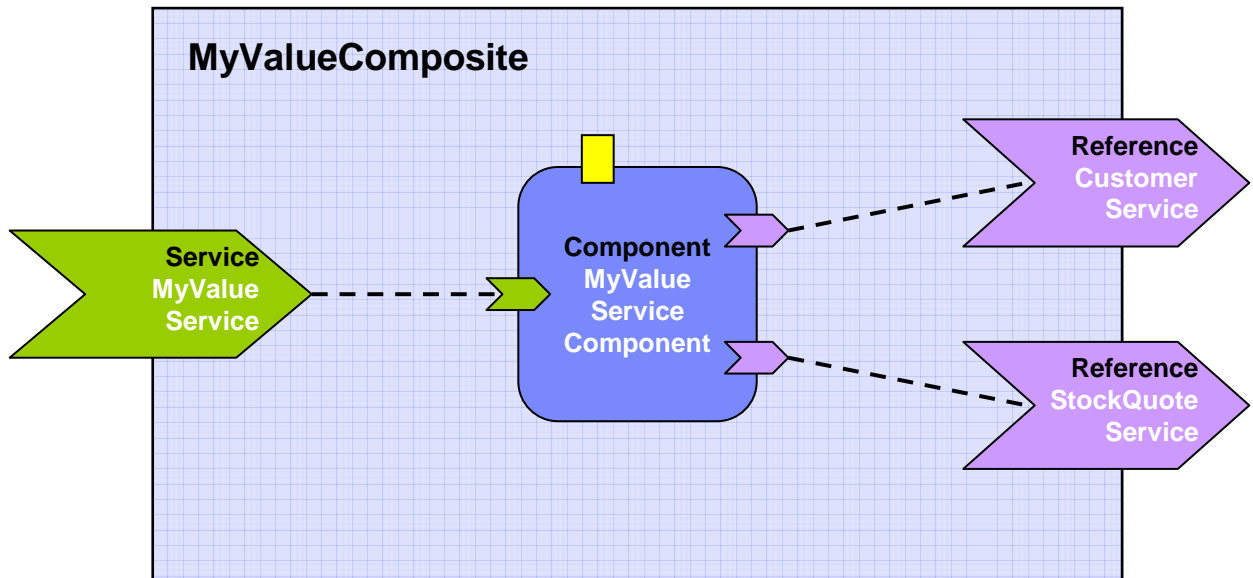 MyValueComposite
Service
MyValue
Service
Component
MyValue
Service
Component
Reference
Customer
Service
Reference
StockQuote
Service